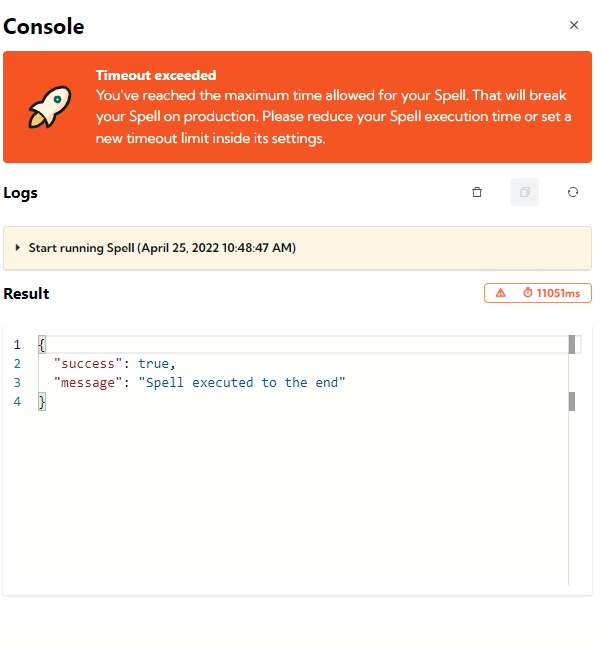 Console
Timeout exceeded
You've reached the maximum time allowed for your Spell. That will break
your Spell on production. Please reduce your Spell execution time or set a
new timeout limit inside its settings.
Logs
Start running Spell (April 25, 2022 10:48:47 AM)
Result
11051ms
1 {
2 "success": true,
3 "message": "Spell executed to the end"
4 }